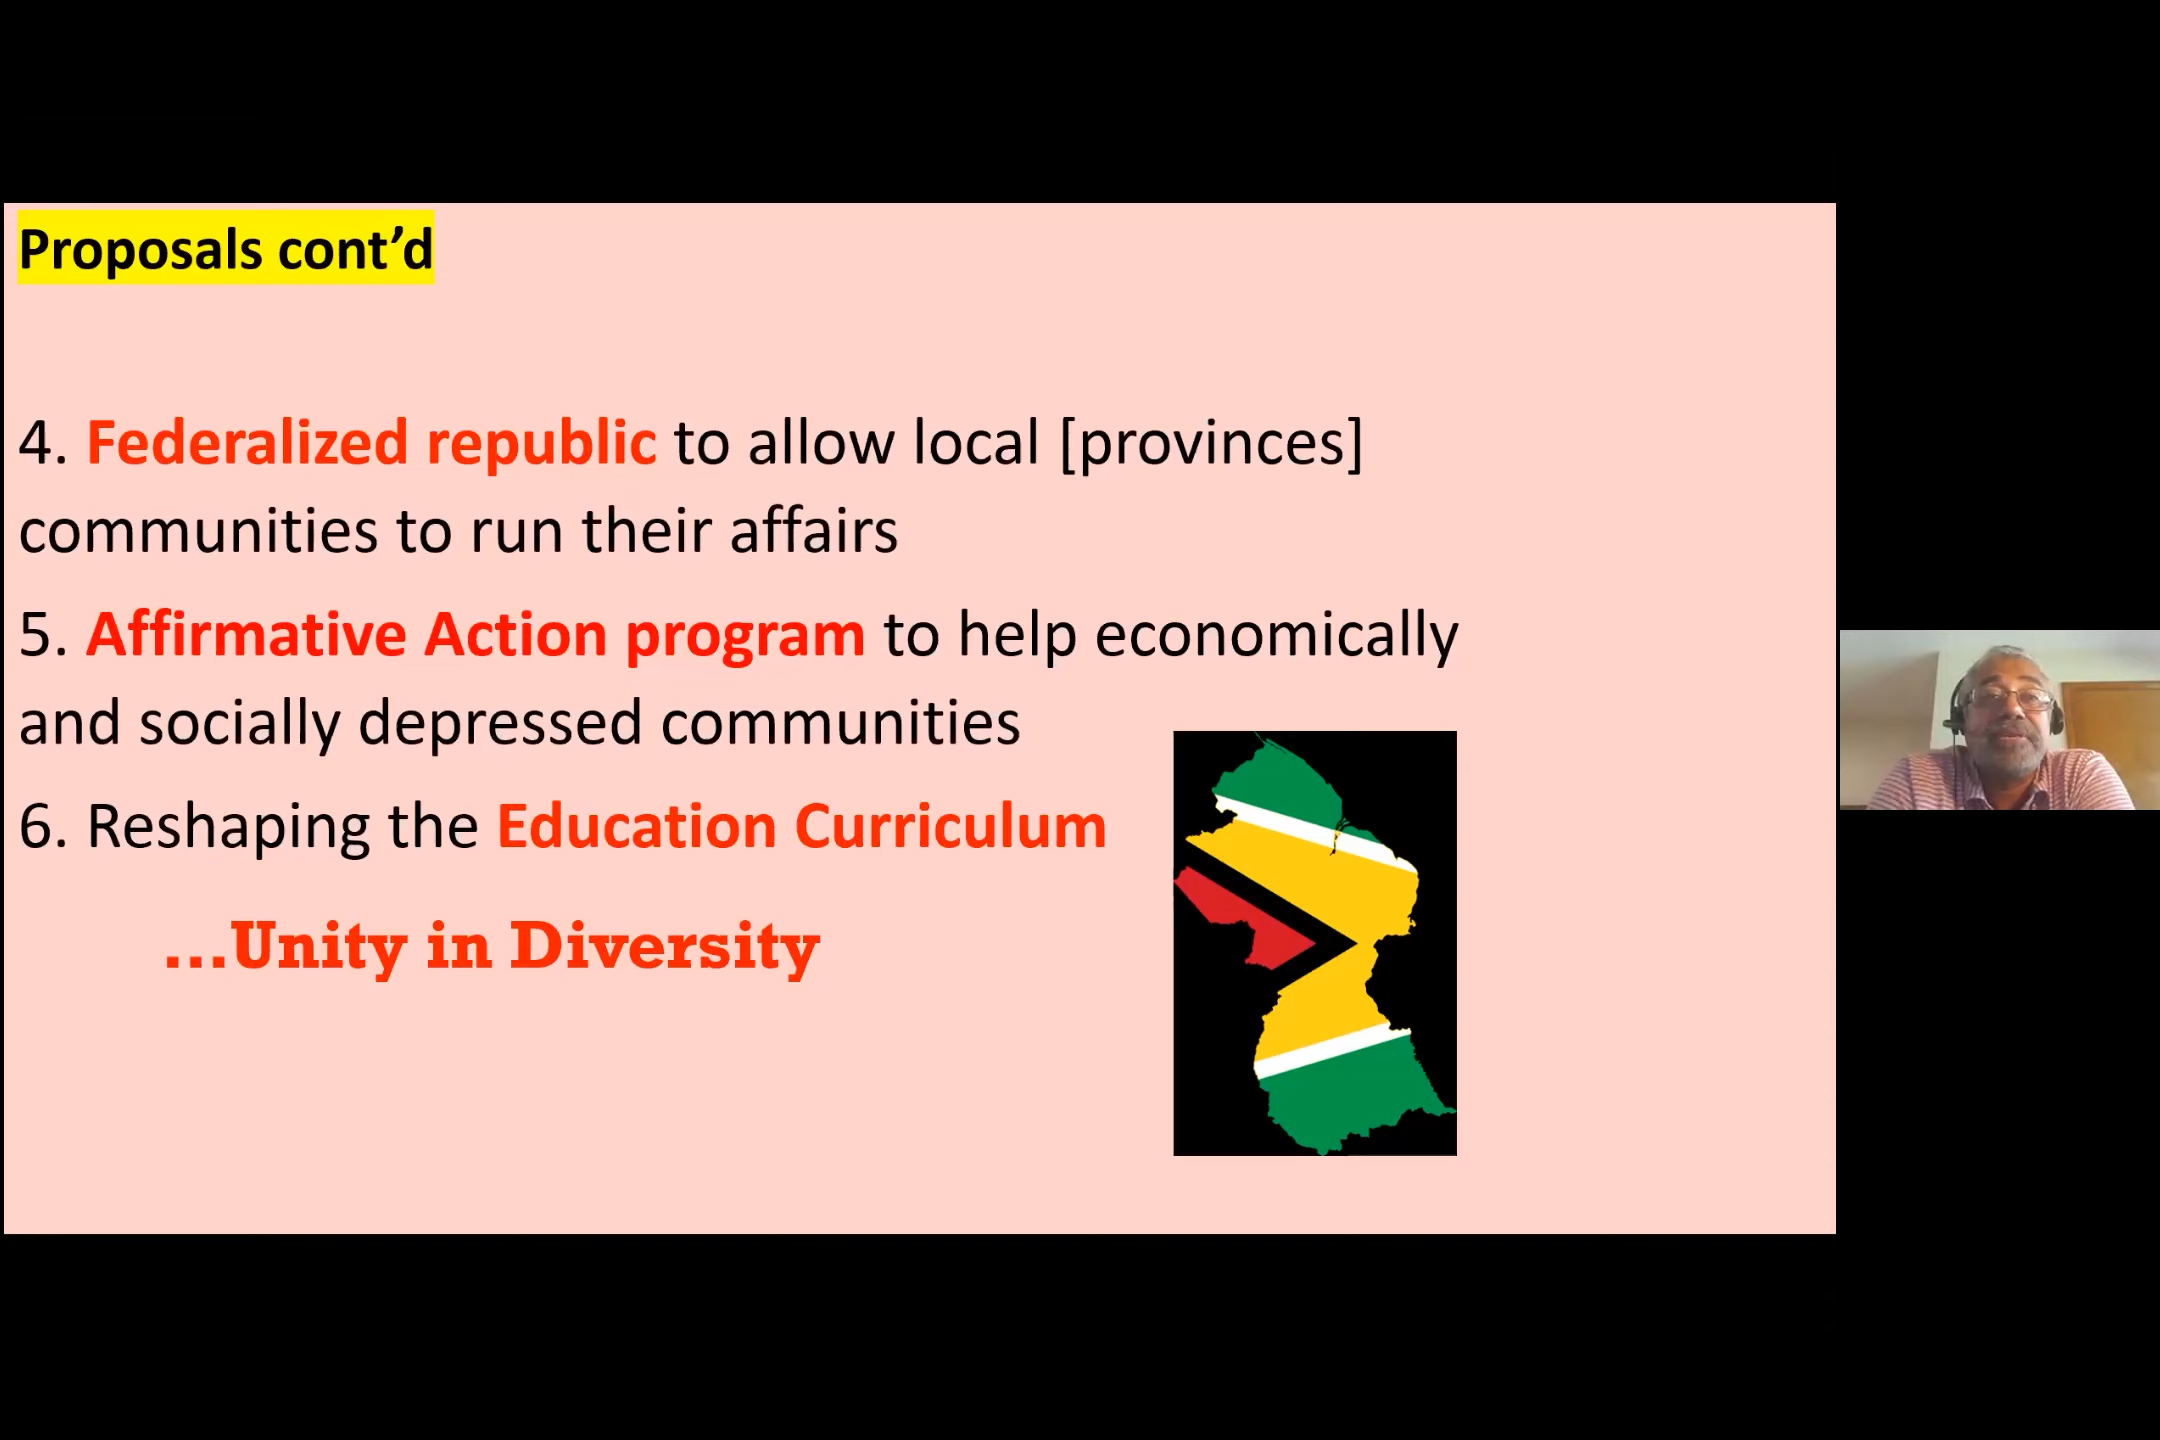 Proposals cont’d
4. Federalized republic to allow local [provinces]
communities to run their affairs
5. Affirmative Action program to help economically
and socially depressed communities
6. Reshaping the Education Curriculum
...Unity in Diversity